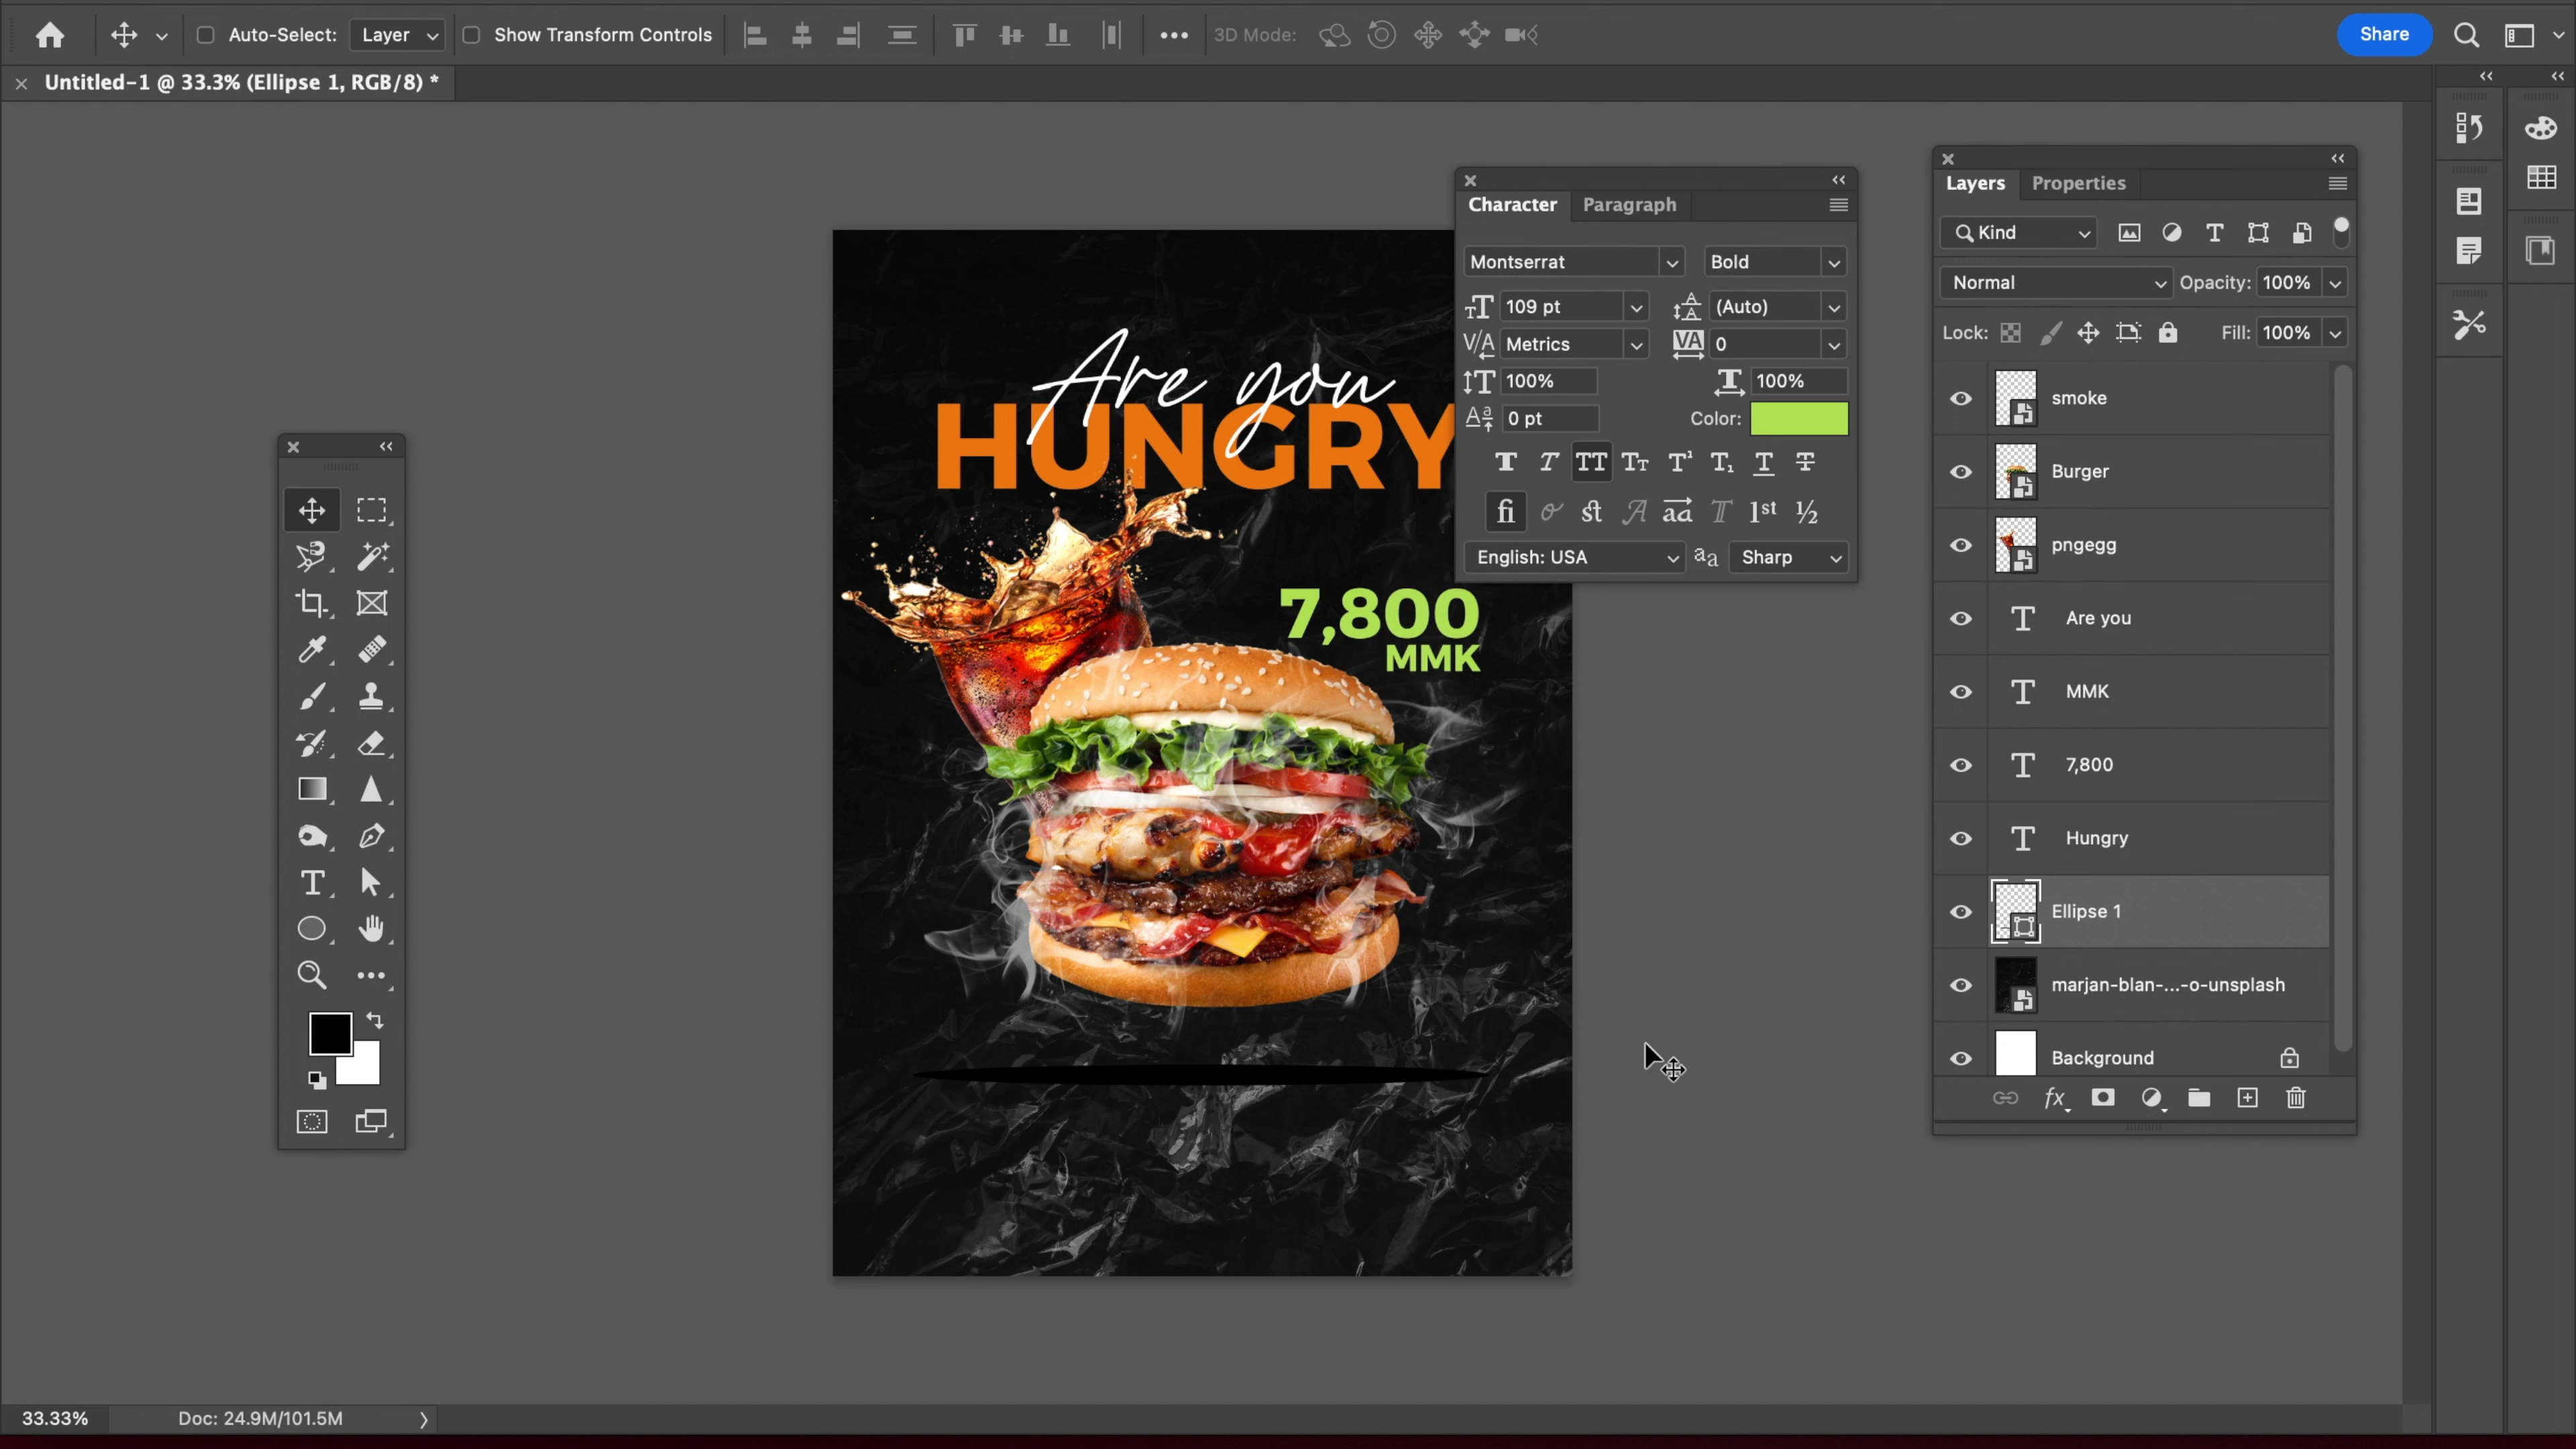 Auto-Select: Layer Show Transform Controls 3D Mode: Share
Untitled-1 @ 33.3% (Ellipse 1, RGB/8) *
Are you
HUNGRY
7,800
MMK
Character Paragraph
Montserrat Bold
109 pt (Auto)
Metrics 0
100% 100%
0 pt Color:
English: USA Sharp
Layers Properties
Kind
Normal Opacity: 100%
Lock: Fill: 100%
smoke
Burger
pngegg
Are you
MMK
7,800
Hungry
Ellipse 1
marjan-blan-...-o-unsplash
Background
33.33% Doc: 24.9M/101.5M